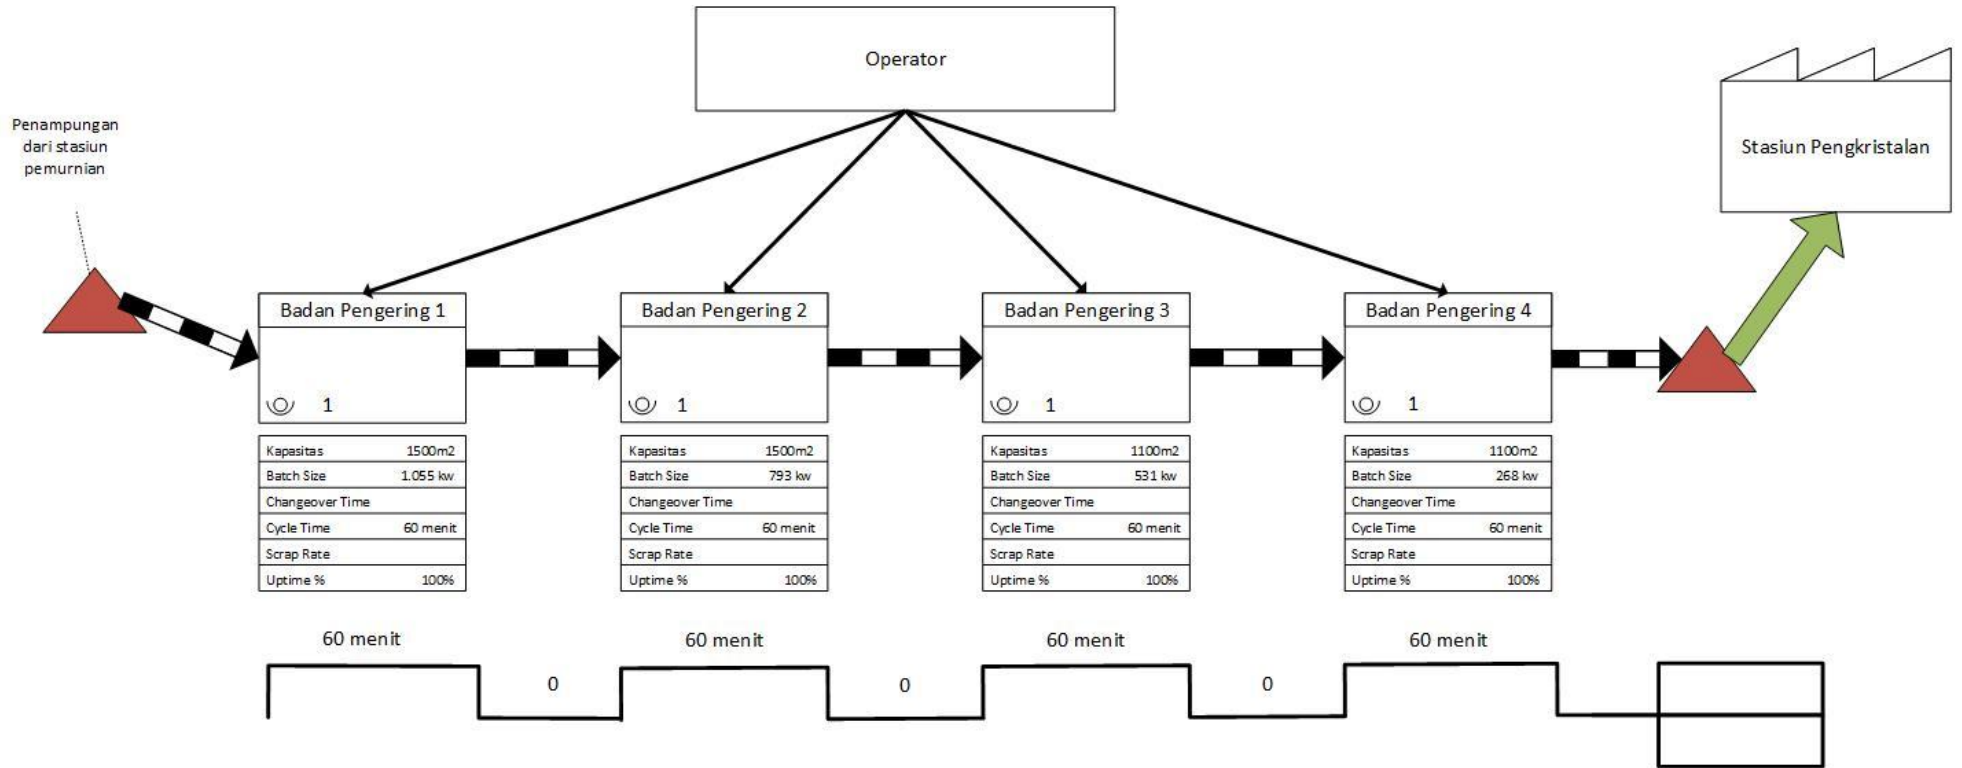 Operator
Penampungan
dari stasiun
pemurnian
Stasiun Pengkristalan
Badan Pengering 1
1
Kapasitas 1500m2
Batch Size 1.055 kw
Changeover Time
Cycle Time 60 menit
Scrap Rate
Uptime % 100%
Badan Pengering 2
1
Kapasitas 1500m2
Batch Size 793 kw
Changeover Time
Cycle Time 60 menit
Scrap Rate
Uptime % 100%
Badan Pengering 3
1
Kapasitas 1100m2
Batch Size 531 kw
Changeover Time
Cycle Time 60 menit
Scrap Rate
Uptime % 100%
Badan Pengering 4
1
Kapasitas 1100m2
Batch Size 268 kw
Changeover Time
Cycle Time 60 menit
Scrap Rate
Uptime % 100%
60 menit
0
60 menit
0
60 menit
0
60 menit